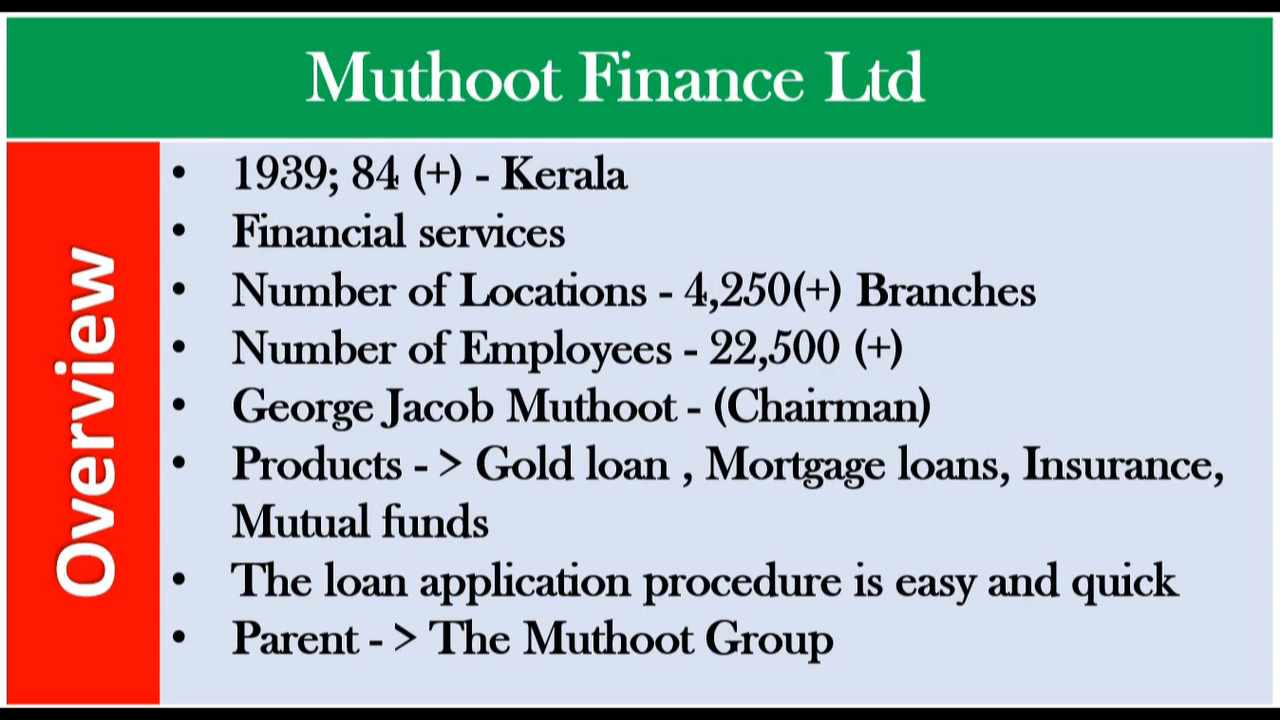 Muthoot Finance Ltd
Overview
• 1939; 84 (+) - Kerala
• Financial services
• Number of Locations - 4,250(+) Branches
• Number of Employees - 22,500 (+)
• George Jacob Muthoot - (Chairman)
• Products - > Gold loan , Mortgage loans, Insurance,
Mutual funds
• The loan application procedure is easy and quick
• Parent - > The Muthoot Group